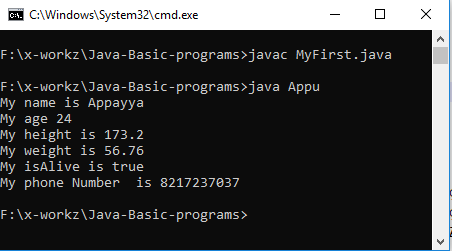 C:\Windows\System32\cmd.exe
F:\x-workz\Java-Basic-programs>javac MyFirst.java
F:\x-workz\Java-Basic-programs>java Appu
My name is Appayya
My age 24
My height is 173.2
My weight is 56.76
My isAlive is true
My phone Number  is 8217237037
F:\x-workz\Java-Basic-programs>